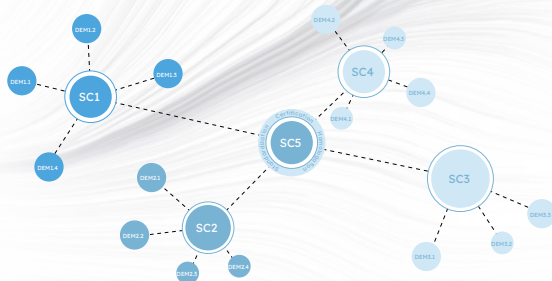 DEM4.2
DEM1.2
DEM4.3
SC4
DEM1.3
DEM1.1
DEM4.4
SC1
DEM4.1
Certification
SC5
DEM1.4
DEM2.1
SC3
DEM3.3
SC2
DEM2.2
DEM3.2
DEM3.1
DEM2.4
DEM2.3